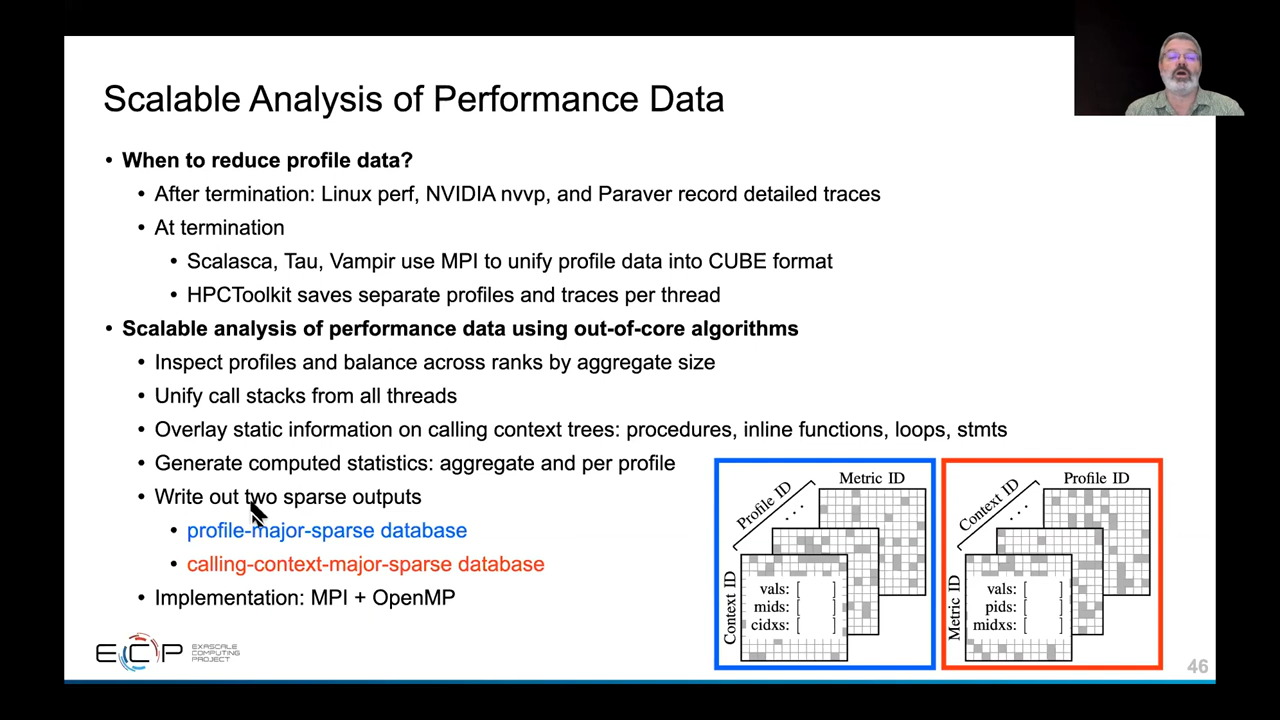 Scalable Analysis of Performance Data
• When to reduce profile data?
• After termination: Linux perf, NVIDIA nvvp, and Paraver record detailed traces
• At termination
• Scalasca, Tau, Vampir use MPI to unify profile data into CUBE format
• HPCToolkit saves separate profiles and traces per thread
• Scalable analysis of performance data using out-of-core algorithms
• Inspect profiles and balance across ranks by aggregate size
• Unify call stacks from all threads
• Overlay static information on calling context trees: procedures, inline functions, loops, stmts
• Generate computed statistics: aggregate and per profile
• Write out two sparse outputs
• profile-major-sparse database
• calling-context-major-sparse database
• Implementation: MPI + OpenMP
Metric ID
Profile ID
. . .
Context ID
vals: [ ]
mids: [ ]
cidxs: [ ]
Profile ID
Context ID
. . .
Metric ID
vals: [ ]
pids: [ ]
midxs: [ ]
ECP
EXASCALE
COMPUTING
PROJECT
46